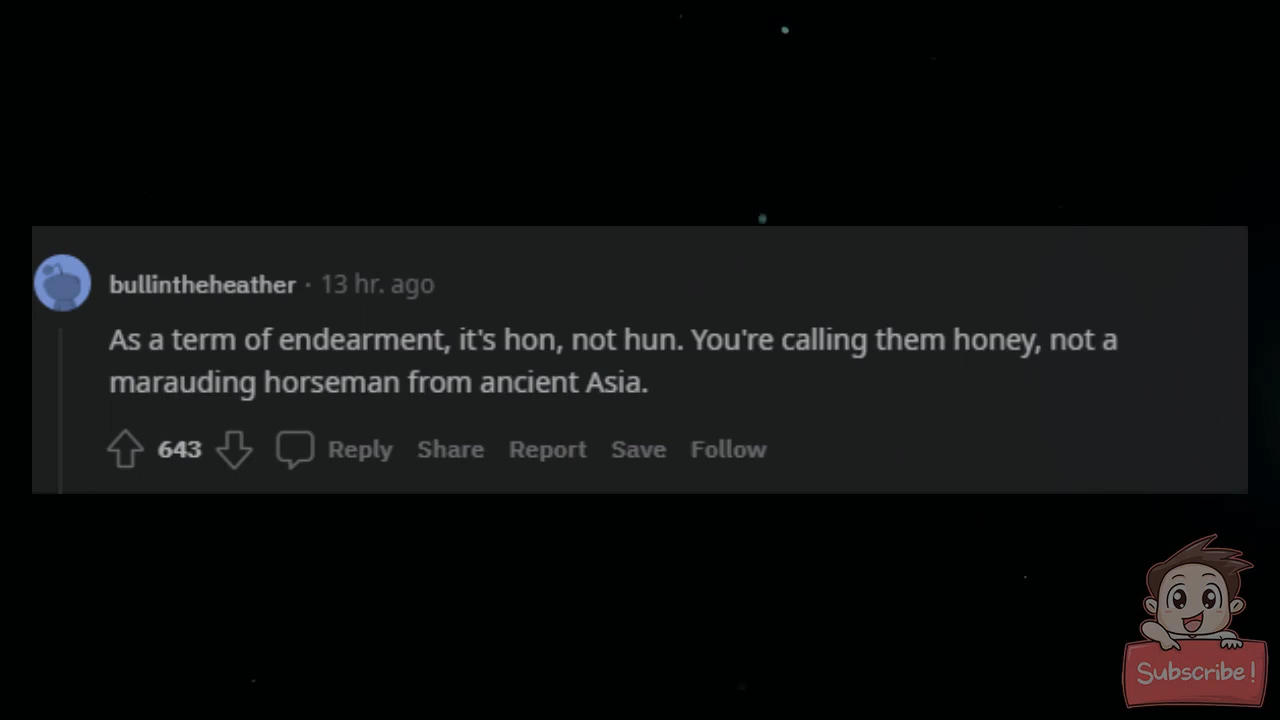 bullintheheather · 13 hr. ago
As a term of endearment, it's hon, not hun. You're calling them honey, not a
marauding horseman from ancient Asia.
643 Reply Share Report Save Follow
Subscribe!